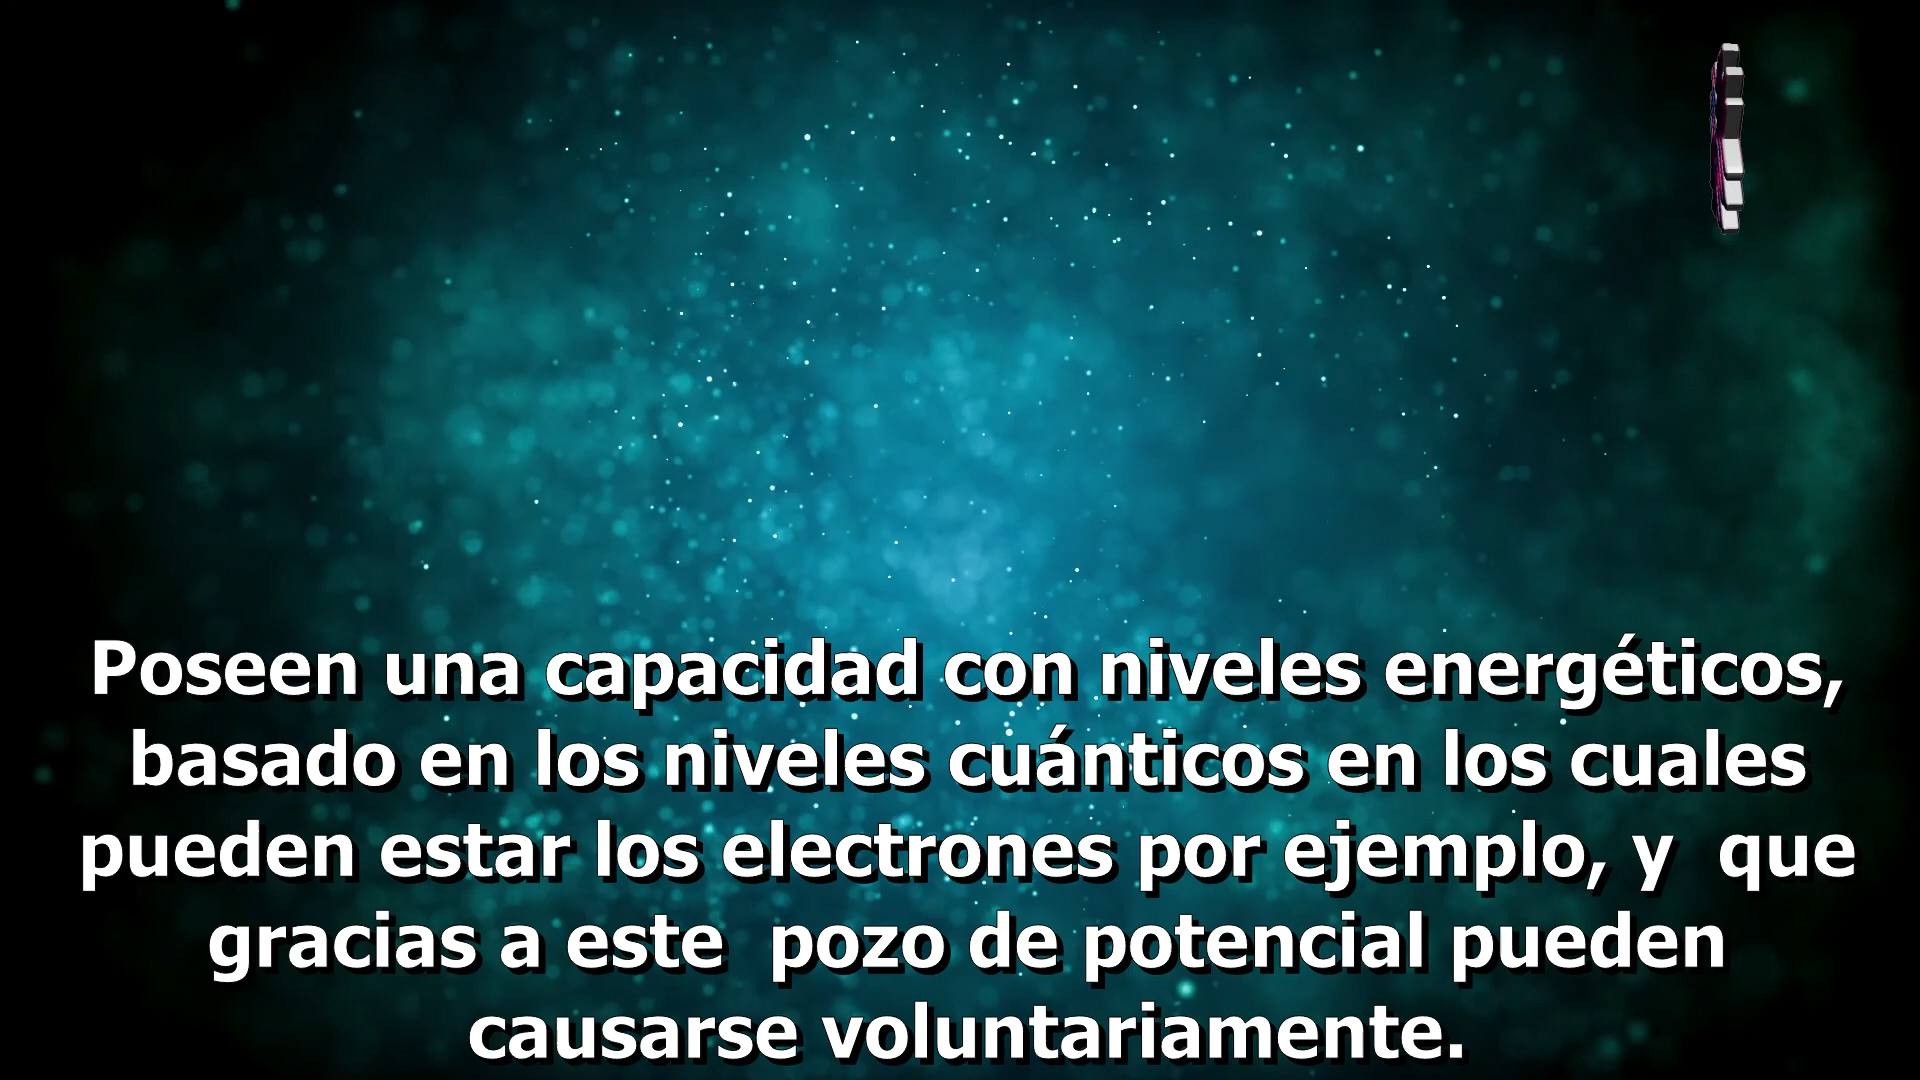 Poseen una capacidad con niveles energéticos,
basado en los niveles cuánticos en los cuales
pueden estar los electrones por ejemplo, y  que
gracias a este  pozo de potencial pueden
causarse voluntariamente.